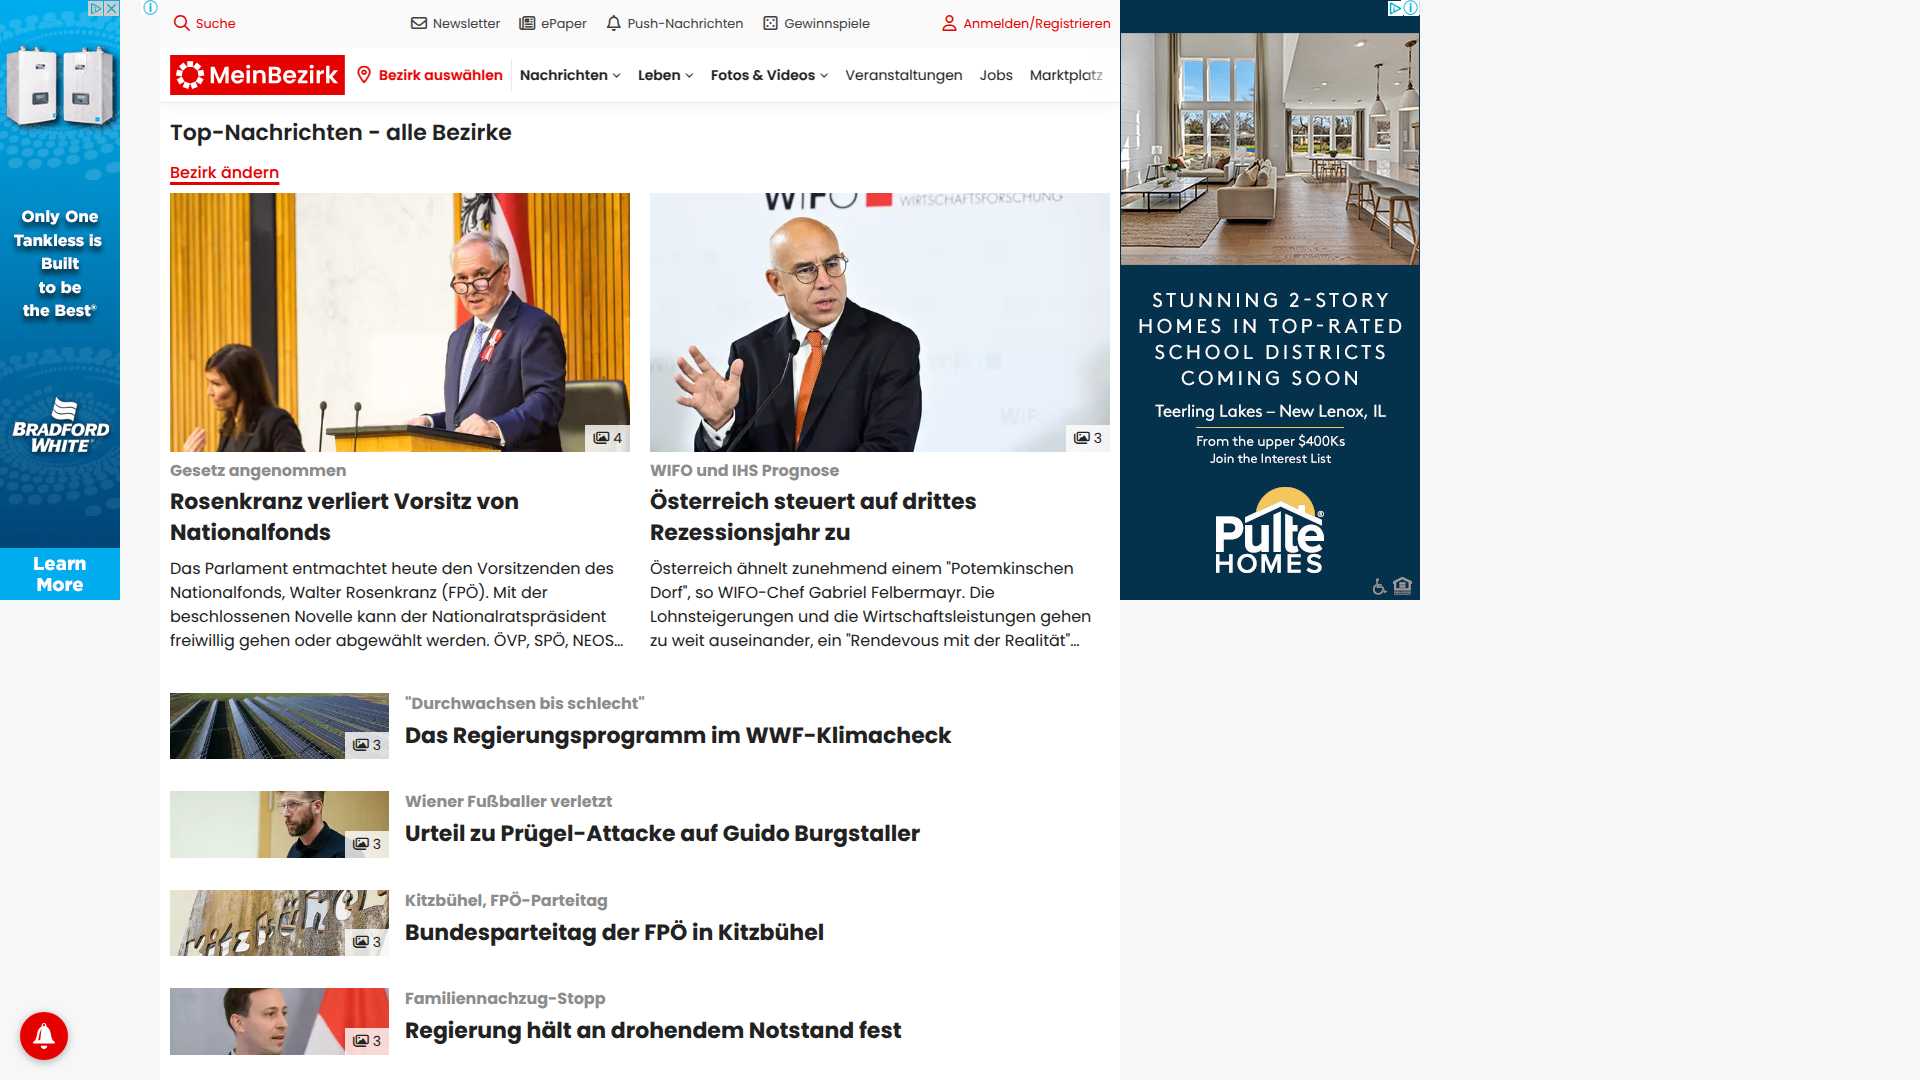 Suche
Newsletter
ePaper
Push-Nachrichten
Gewinnspiele
Anmelden/Registrieren
MeinBezirk
Bezirk auswählen
Nachrichten
Leben
Fotos & Videos
Veranstaltungen
Jobs
Marktplatz
Top-Nachrichten - alle Bezirke
Bezirk ändern
WIFO WIRTSCHAFTSFORSCHUNG
4
3
Gesetz angenommen
Rosenkranz verliert Vorsitz von
Nationalfonds
Das Parlament entmachtet heute den Vorsitzenden des
Nationalfonds, Walter Rosenkranz (FPÖ). Mit der
beschlossenen Novelle kann der Nationalratspräsident
freiwillig gehen oder abgewählt werden. ÖVP, SPÖ, NEOS...
WIFO und IHS Prognose
Österreich steuert auf drittes
Rezessionsjahr zu
Österreich ähnelt zunehmend einem "Potemkinschen
Dorf", so WIFO-Chef Gabriel Felbermayr. Die
Lohnsteigerungen und die Wirtschaftsleistungen gehen
zu weit auseinander, ein "Rendevous mit der Realität"...
3
"Durchwachsen bis schlecht"
Das Regierungsprogramm im WWF-Klimacheck
3
Wiener Fußballer verletzt
Urteil zu Prügel-Attacke auf Guido Burgstaller
3
Kitzbühel, FPÖ-Parteitag
Bundesparteitag der FPÖ in Kitzbühel
3
Familiennachzug-Stopp
Regierung hält an drohendem Notstand fest
Only One
Tankless is
Built
to be
the Best®
BRADFORD
WHITE
Learn
More
STUNNING 2-STORY
HOMES IN TOP-RATED
SCHOOL DISTRICTS
COMING SOON
Teerling Lakes – New Lenox, IL
From the upper $400Ks
Join the Interest List
Pulte®
HOMES